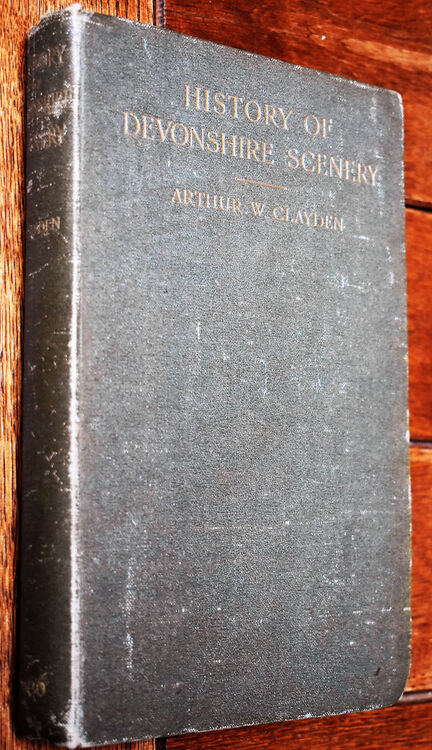 HISTORY OF
DEVONSHIRE SCENERY
ARTHUR W. CLAYDEN